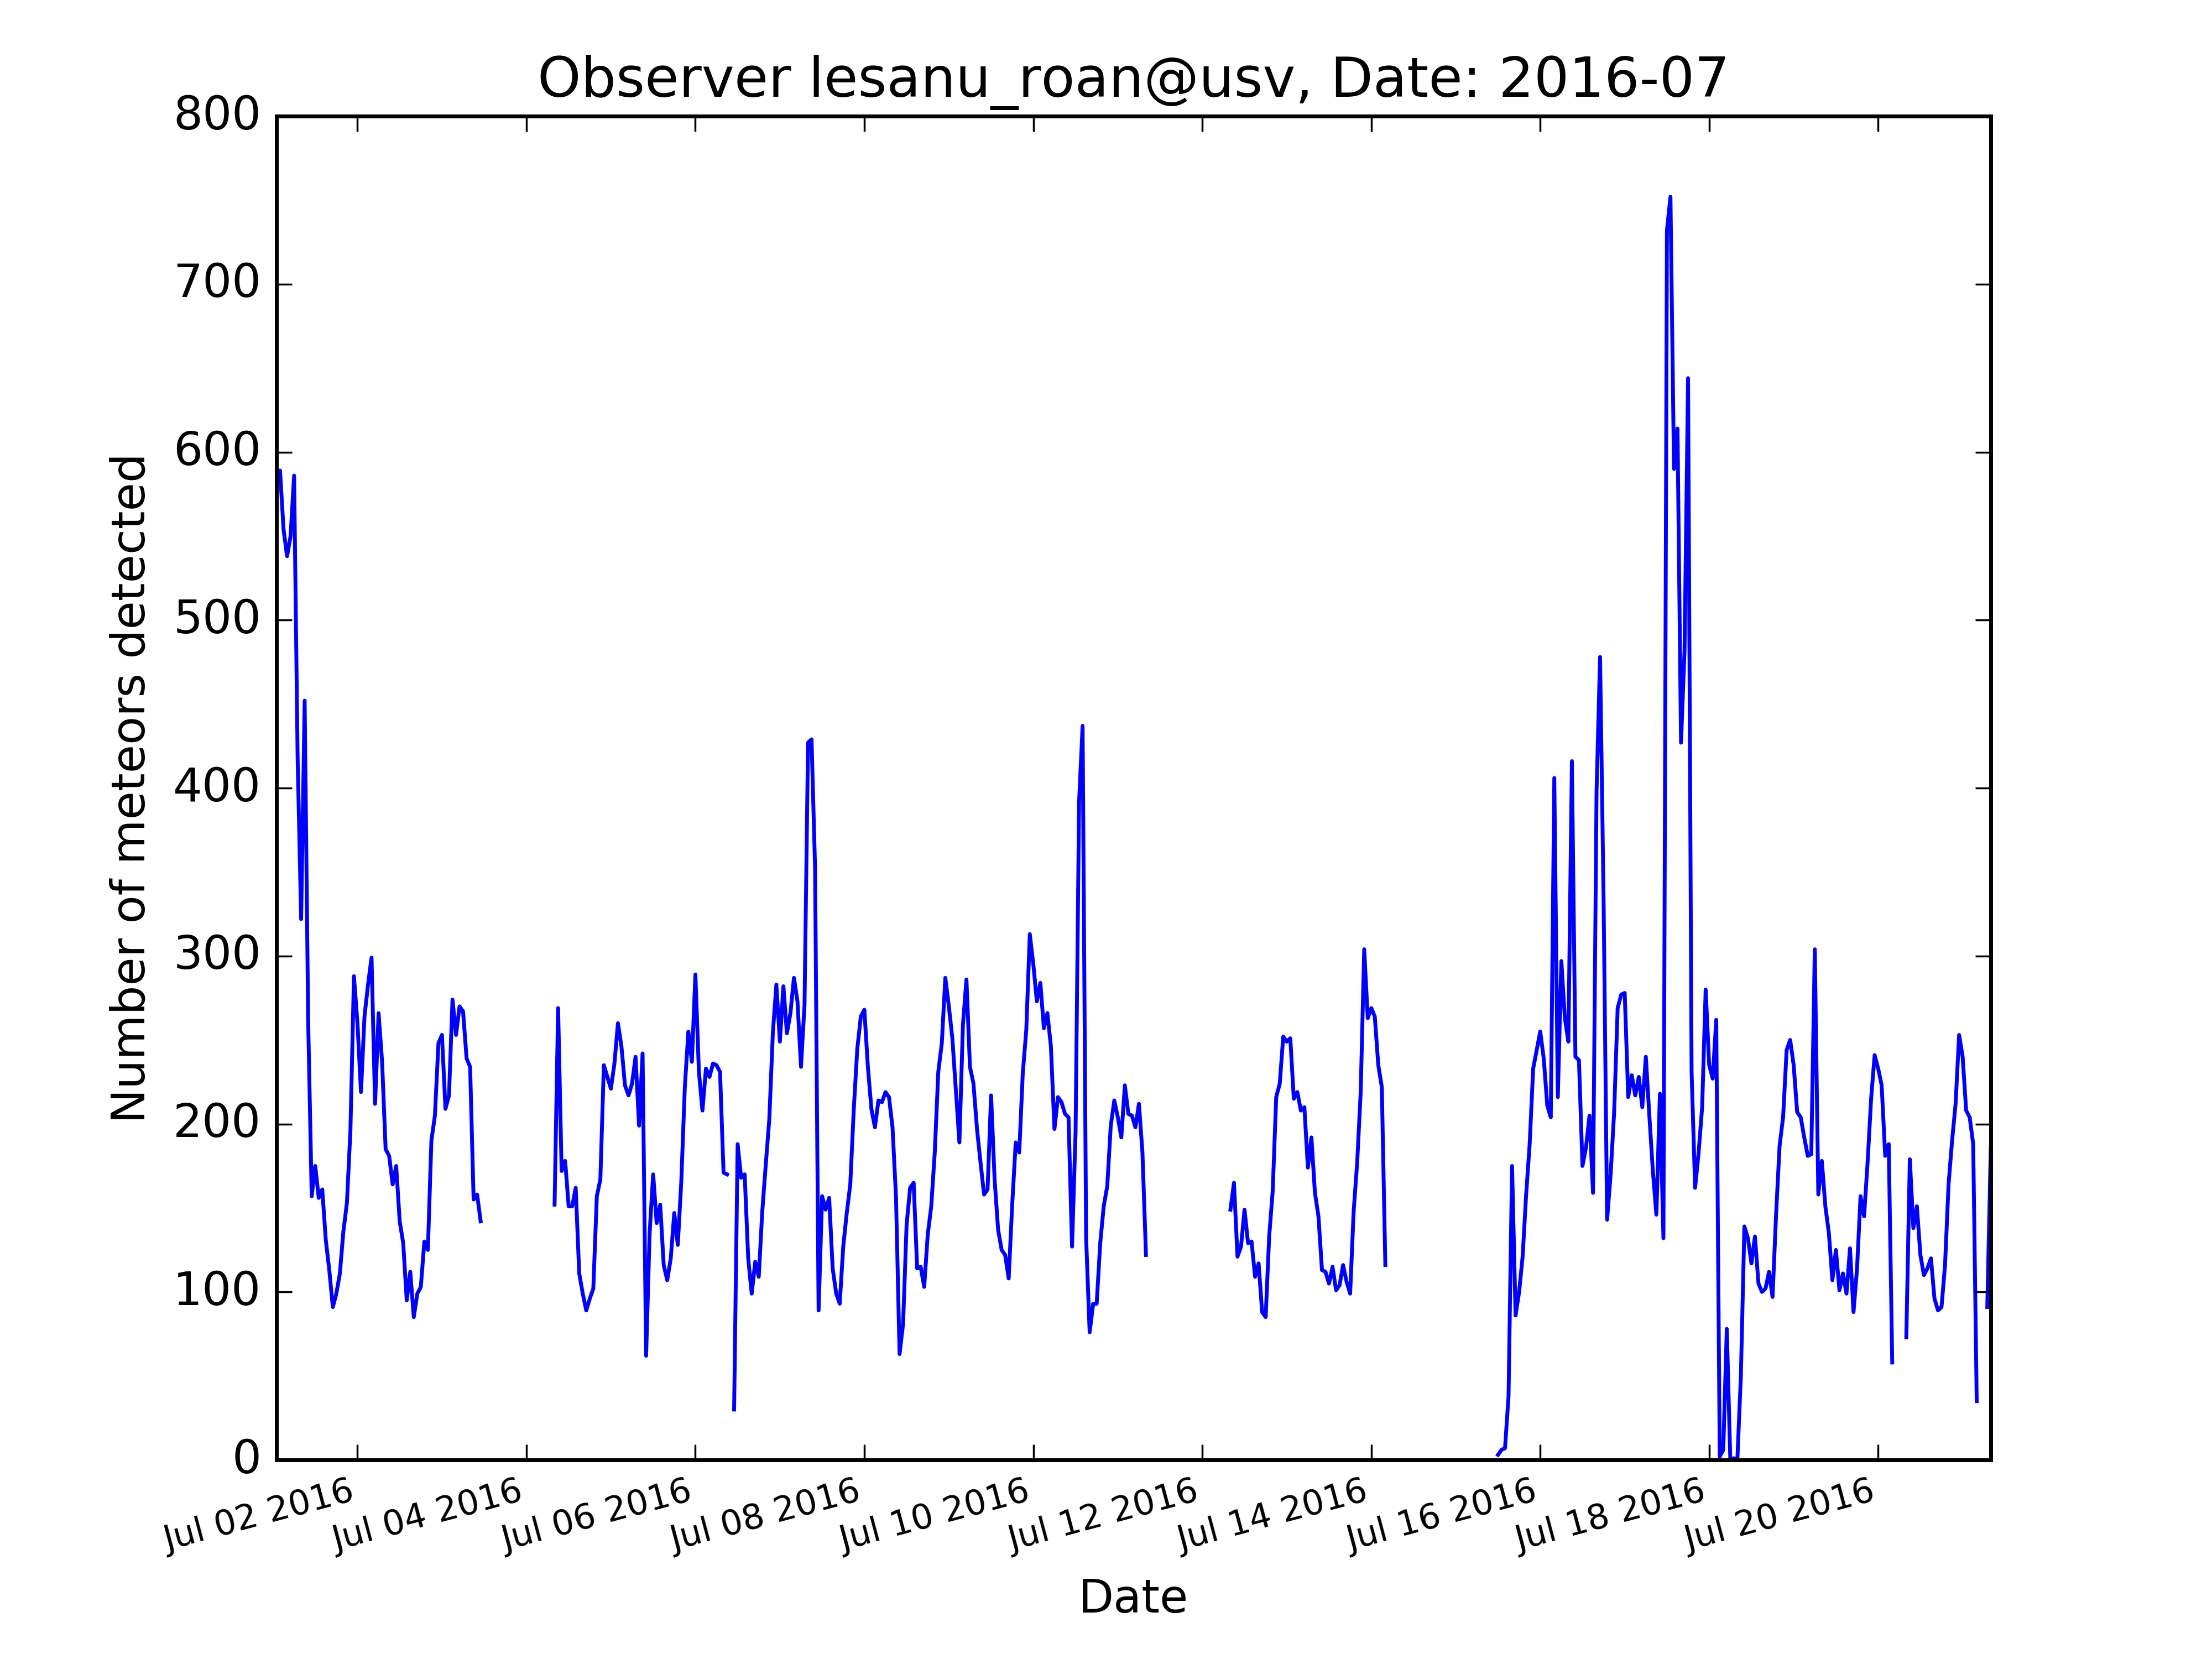 Observer lesanu_roan@usv, Date: 2016-07
Number of meteors detected
800
700
600
500
400
300
200
100
0
Jul 02 2016
Jul 04 2016
Jul 06 2016
Jul 08 2016
Jul 10 2016
Jul 12 2016
Jul 14 2016
Jul 16 2016
Jul 18 2016
Jul 20 2016
Date